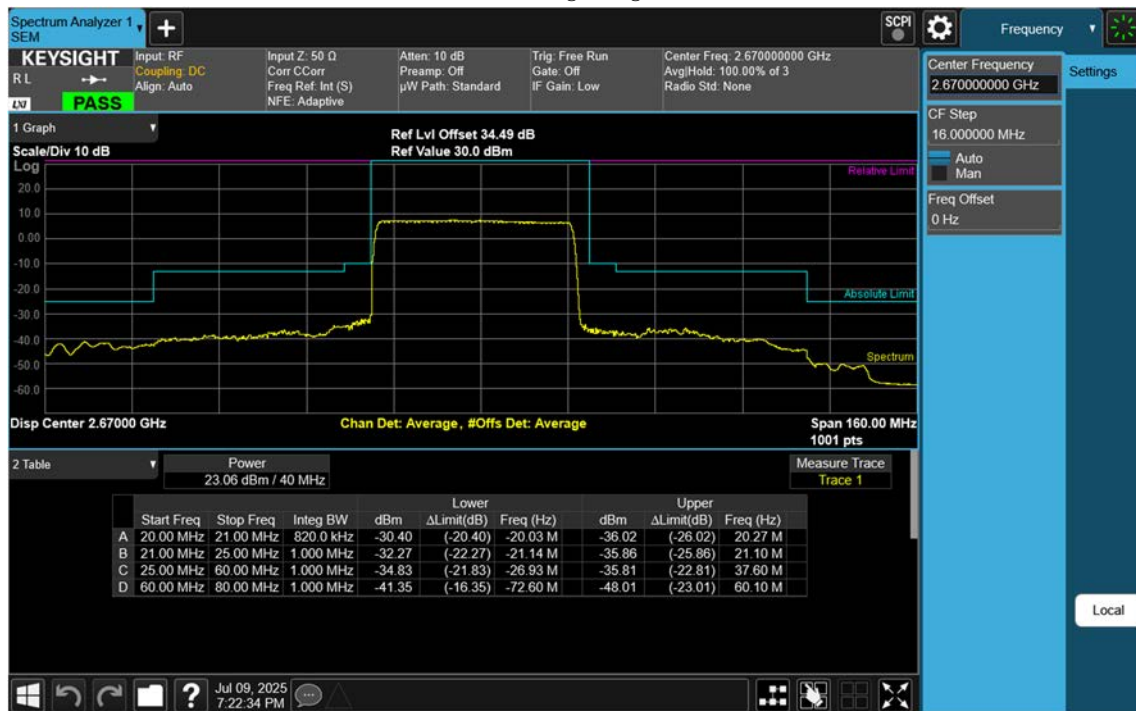 Spectrum Analyzer 1
SEM
SCPI
Frequency
KEYSIGHT
RL
LXI
PASS
Input: RF
Coupling: DC
Align: Auto
Input Z: 50 Ω
Corr CCorr
Freq Ref: Int (S)
NFE: Adaptive
Atten: 10 dB
Preamp: Off
µW Path: Standard
Trig: Free Run
Gate: Off
IF Gain: Low
Center Freq: 2.670000000 GHz
Avg|Hold: 100.00% of 3
Radio Std: None
Center Frequency
2.670000000 GHz
Settings
CF Step
16.000000 MHz
Auto
Man
Freq Offset
0 Hz
1 Graph
Ref Lvl Offset 34.49 dB
Scale/Div 10 dB
Ref Value 30.0 dBm
Log
Relative Limit
20.0
10.0
0.00
-10.0
-20.0
Absolute Limit
-30.0
-40.0
Spectrum
-50.0
-60.0
Disp Center 2.67000 GHz
Chan Det: Average, #Offs Det: Average
Span 160.00 MHz
1001 pts
2 Table
Power
23.06 dBm / 40 MHz
Measure Trace
Trace 1
Lower Upper
Start Freq Stop Freq Integ BW dBm ΔLimit(dB) Freq (Hz) dBm ΔLimit(dB) Freq (Hz)
A 20.00 MHz 21.00 MHz 820.0 kHz -30.40 (-20.40) -20.03 M -36.02 (-26.02) 20.27 M
B 21.00 MHz 25.00 MHz 1.000 MHz -32.27 (-22.27) -21.14 M -35.86 (-25.86) 21.10 M
C 25.00 MHz 60.00 MHz 1.000 MHz -34.83 (-21.83) -26.93 M -35.81 (-22.81) 37.60 M
D 60.00 MHz 80.00 MHz 1.000 MHz -41.35 (-16.35) -72.60 M -48.01 (-23.01) 60.10 M
Local
?
Jul 09, 2025
7:22:34 PM